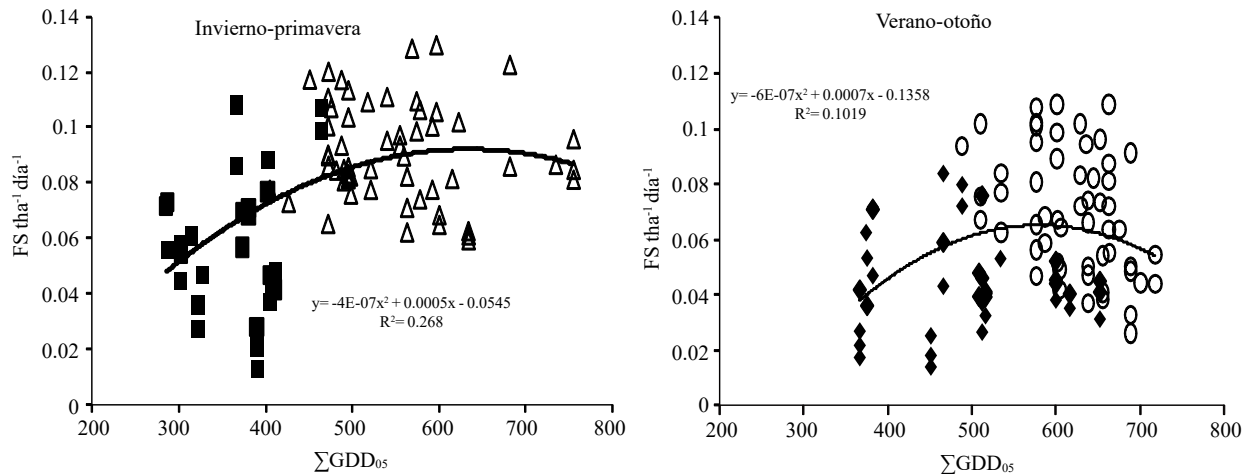 Invierno-primavera
FS tha⁻¹ día⁻¹
0.14
0.12
0.1
0.08
0.06
0.04
0.02
0
y= -4E-07x² + 0.0005x - 0.0545
R²= 0.268
200 300 400 500 600 700 800
∑GDD₀₅
Verano-otoño
FS tha⁻¹ día⁻¹
0.14
0.12
0.1
0.08
0.06
0.04
0.02
0
y= -6E-07x² + 0.0007x - 0.1358
R²= 0.1019
200 300 400 500 600 700 800
∑GDD₀₅